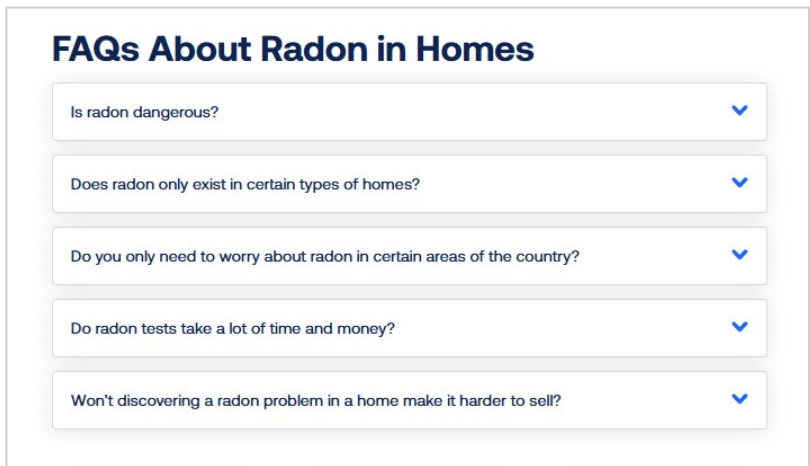 FAQs About Radon in Homes
Is radon dangerous?
Does radon only exist in certain types of homes?
Do you only need to worry about radon in certain areas of the country?
Do radon tests take a lot of time and money?
Won't discovering a radon problem in a home make it harder to sell?